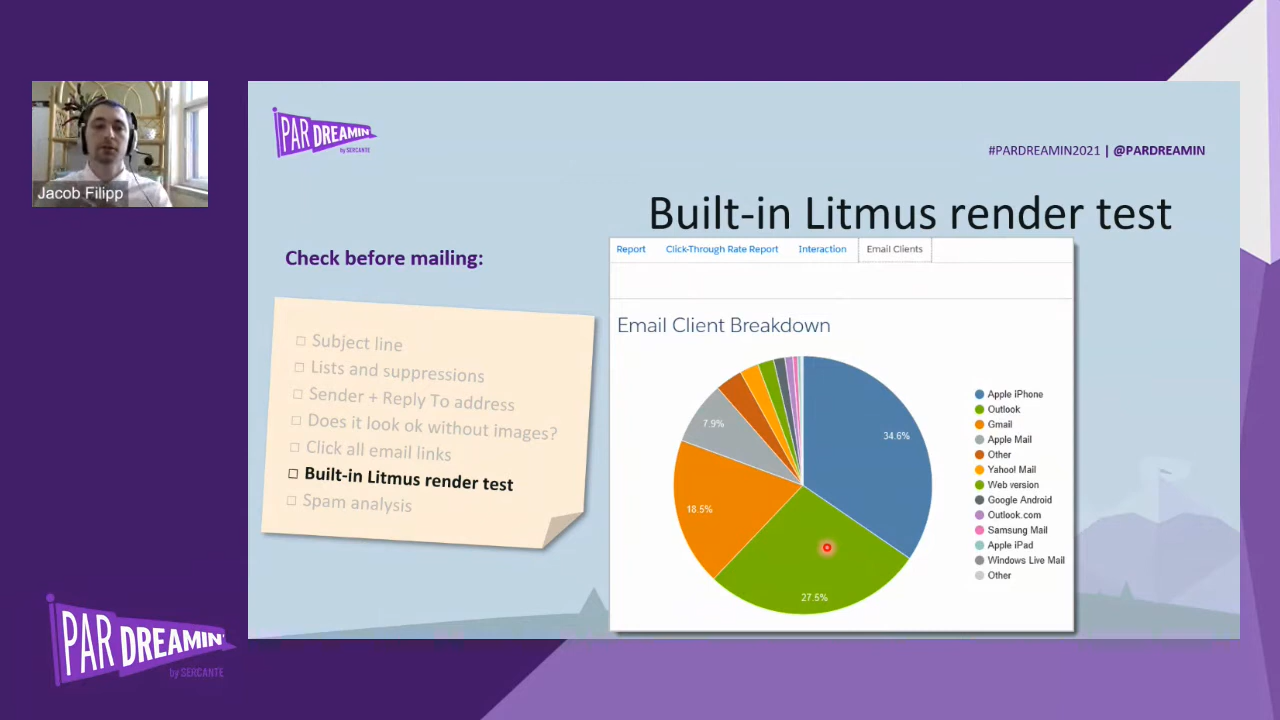 Jacob Filipp
PAR DREAMIN
by SERCANTE
#PARDREAMIN2021 | @PARDREAMIN
Built-in Litmus render test
Check before mailing:
□ Subject line
□ Lists and suppressions
□ Sender + Reply To address
□ Does it look ok without images?
□ Click all email links
□ Built-in Litmus render test
□ Spam analysis
Report Click-Through Rate Report Interaction Email Clients
Email Client Breakdown
34.6%
27.5%
18.5%
7.9%
Apple iPhone
Outlook
Gmail
Apple Mail
Other
Yahoo! Mail
Web version
Google Android
Outlook.com
Samsung Mail
Apple iPad
Windows Live Mail
Other
PAR DREAMIN'
by SERCANTE